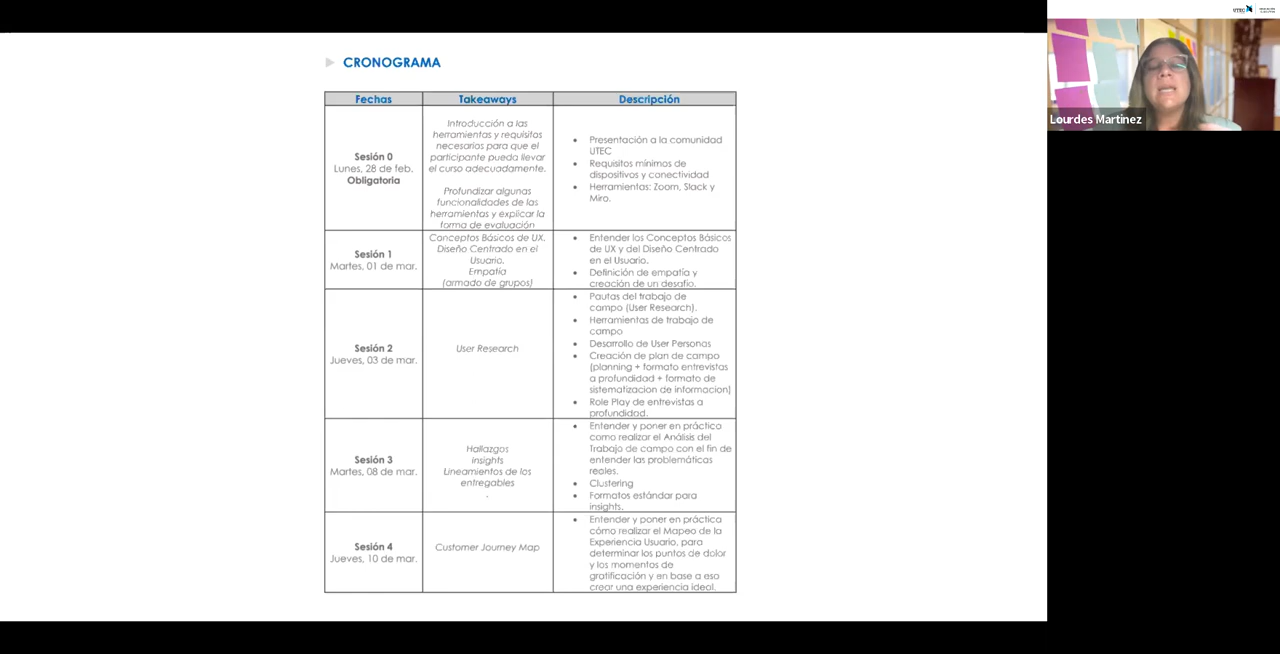 UTEC
CRONOGRAMA
Fechas Takeaways Descripción
Sesión 0
Lunes, 28 de feb.
Obligatoria
Introducción a las
herramientas y requisitos
necesarios para que el
participante pueda llevar
el curso adecuadamente.
Profundizar algunas
funcionalidades de las
herramientas y explicar la
forma de evaluación
• Presentación a la comunidad
UTEC
• Requisitos mínimos de
dispositivos y conectividad
• Herramientas: Zoom, Slack y
Miro.
Sesión 1
Martes, 01 de mar.
Conceptos Básicos de UX.
Diseño Centrado en el
Usuario.
Empatía
(armado de grupos)
• Entender los Conceptos Básicos
de UX y del Diseño Centrado
en el Usuario.
• Definición de empatía y
creación de un desafío.
Sesión 2
Jueves, 03 de mar.
User Research
• Pautas del trabajo de
campo (User Research).
• Herramientas de trabajo de
campo
• Desarrollo de User Personas
• Creación de plan de campo
(planning + formato entrevistas
a profundidad + formato de
sistematizacion de informacion)
• Role Play de entrevistas a
profundidad.
Sesión 3
Martes, 08 de mar.
Hallazgos
Insights
Lineamientos de los
entregables
.
• Entender y poner en práctica
como realizar el Análisis del
Trabajo de campo con el fin de
entender las problemáticas
reales.
• Clustering
• Formatos estándar para
insights.
Sesión 4
Jueves, 10 de mar.
Customer Journey Map
• Entender y poner en práctica
cómo realizar el Mapeo de la
Experiencia Usuario, para
determinar los puntos de dolor
y los momentos de
gratificación y en base a eso
crear una experiencia ideal.
Lourdes Martinez